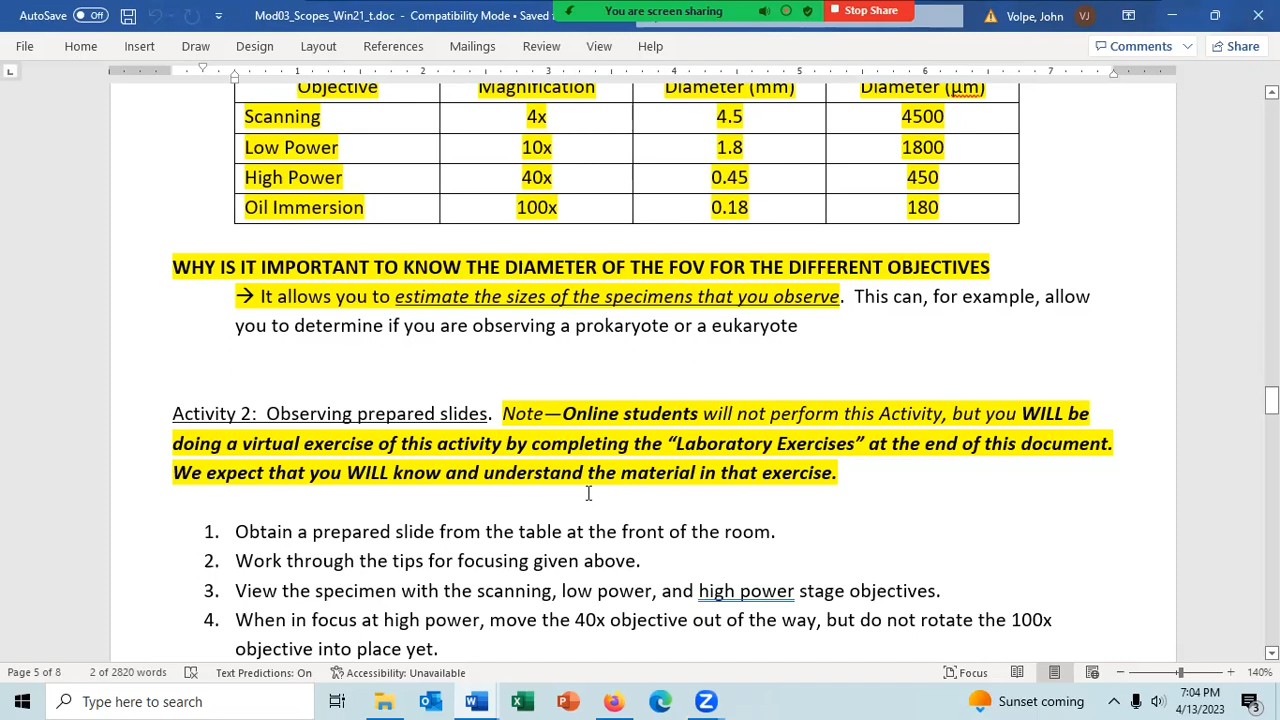 AutoSave Off
Mod03_Scopes_Win21_t.doc - Compatibility Mode • Saved
You are screen sharing
Stop Share
Volpe, John
VJ
File Home Insert Draw Design Layout References Mailings Review View Help
Comments
Share
L
1 2 3 4 5 6 7
Objective Magnification Diameter (mm) Diameter (µm)
Scanning 4x 4.5 4500
Low Power 10x 1.8 1800
High Power 40x 0.45 450
Oil Immersion 100x 0.18 180
WHY IS IT IMPORTANT TO KNOW THE DIAMETER OF THE FOV FOR THE DIFFERENT OBJECTIVES
→ It allows you to estimate the sizes of the specimens that you observe. This can, for example, allow
you to determine if you are observing a prokaryote or a eukaryote
Activity 2: Observing prepared slides. Note—Online students will not perform this Activity, but you WILL be
doing a virtual exercise of this activity by completing the “Laboratory Exercises” at the end of this document.
We expect that you WILL know and understand the material in that exercise.
1. Obtain a prepared slide from the table at the front of the room.
2. Work through the tips for focusing given above.
3. View the specimen with the scanning, low power, and high power stage objectives.
4. When in focus at high power, move the 40x objective out of the way, but do not rotate the 100x
objective into place yet.
Page 5 of 8 2 of 2820 words Text Predictions: On Accessibility: Unavailable Focus 140%
Type here to search
Sunset coming
7:04 PM
4/13/2023
3